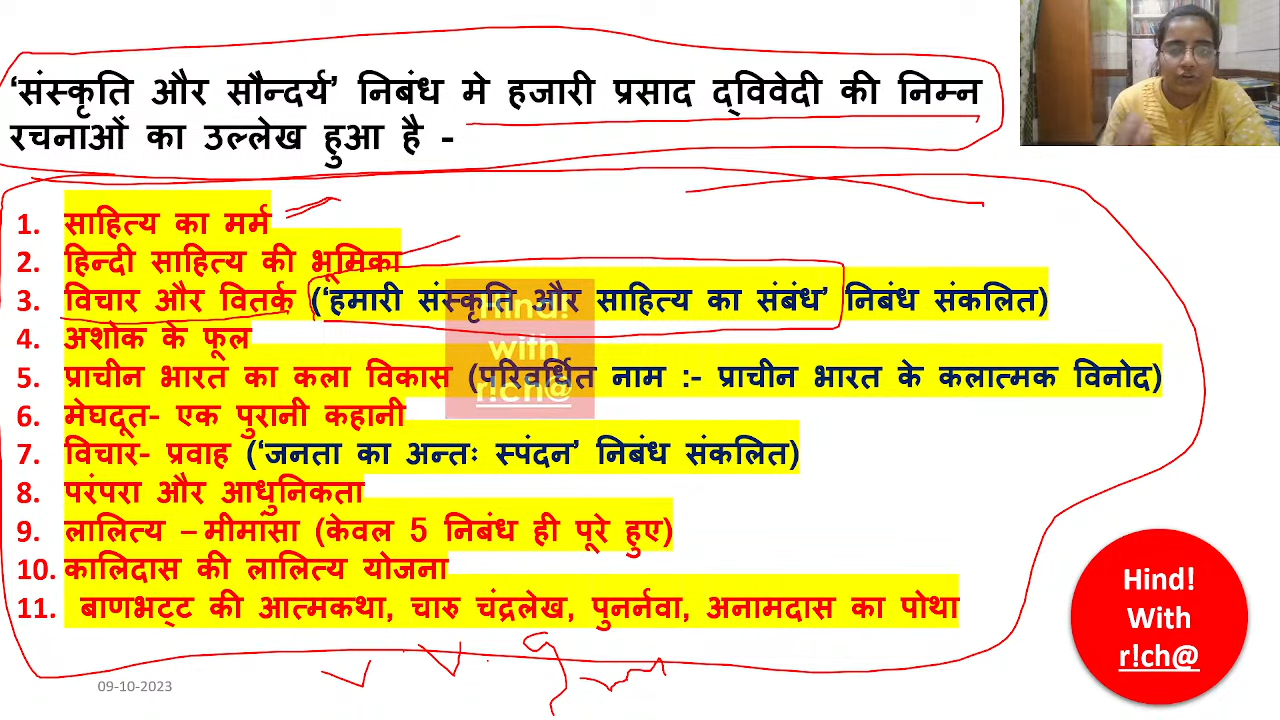 ‘संस्कृति और सौन्दर्य’ निबंध मे हजारी प्रसाद द्विवेदी की निम्न
रचनाओं का उल्लेख हुआ है -
1. साहित्य का मर्म
2. हिन्दी साहित्य की भूमिका
3. विचार और वितर्क (‘हमारी संस्कृति और साहित्य का संबंध’ निबंध संकलित)
4. अशोक के फूल
5. प्राचीन भारत का कला विकास (परिवर्धित नाम :- प्राचीन भारत के कलात्मक विनोद)
6. मेघदूत- एक पुरानी कहानी
7. विचार- प्रवाह (‘जनता का अन्तः स्पंदन’ निबंध संकलित)
8. परंपरा और आधुनिकता
9. लालित्य – मीमांसा (केवल 5 निबंध ही पूरे हुए)
10. कालिदास की लालित्य योजना
11. बाणभट्ट की आत्मकथा, चारु चंद्रलेख, पुनर्नवा, अनामदास का पोथा
Hind!
with
r!ch@
Hind!
With
r!ch@
09-10-2023